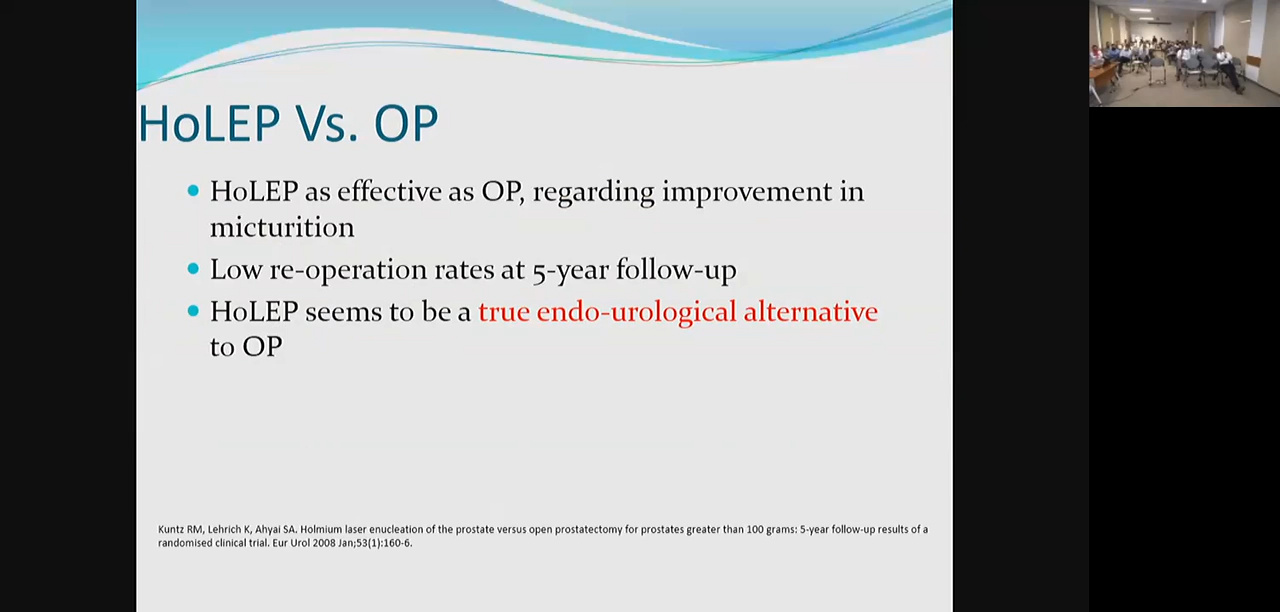 HoLEP Vs. OP
• HoLEP as effective as OP, regarding improvement in
micturition
• Low re-operation rates at 5-year follow-up
• HoLEP seems to be a true endo-urological alternative
to OP
Kuntz RM, Lehrich K, Ahyai SA. Holmium laser enucleation of the prostate versus open prostatectomy for prostates greater than 100 grams: 5-year follow-up results of a
randomised clinical trial. Eur Urol 2008 Jan;53(1):160-6.